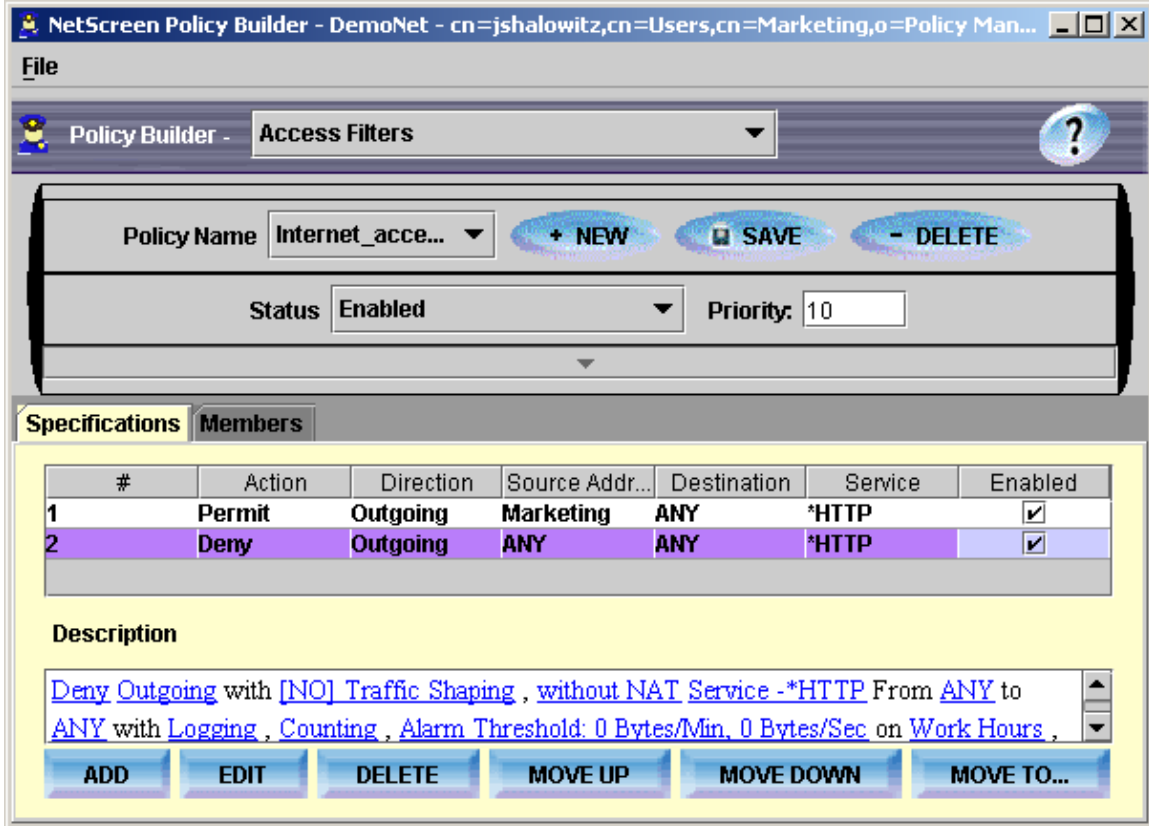 NetScreen Policy Builder - DemoNet - cn=jshalowitz,cn=Users,cn=Marketing,o=Policy Man...
File
Policy Builder - Access Filters ?
Policy Name Internet_acce... + NEW SAVE - DELETE
Status Enabled Priority: 10
Specifications Members
# Action Direction Source Addr... Destination Service Enabled
1 Permit Outgoing Marketing ANY *HTTP
2 Deny Outgoing ANY ANY *HTTP
Description
Deny Outgoing with [NO] Traffic Shaping , without NAT Service -*HTTP From ANY to
ANY with Logging , Counting , Alarm Threshold: 0 Bytes/Min, 0 Bytes/Sec on Work Hours ,
ADD EDIT DELETE MOVE UP MOVE DOWN MOVE TO...